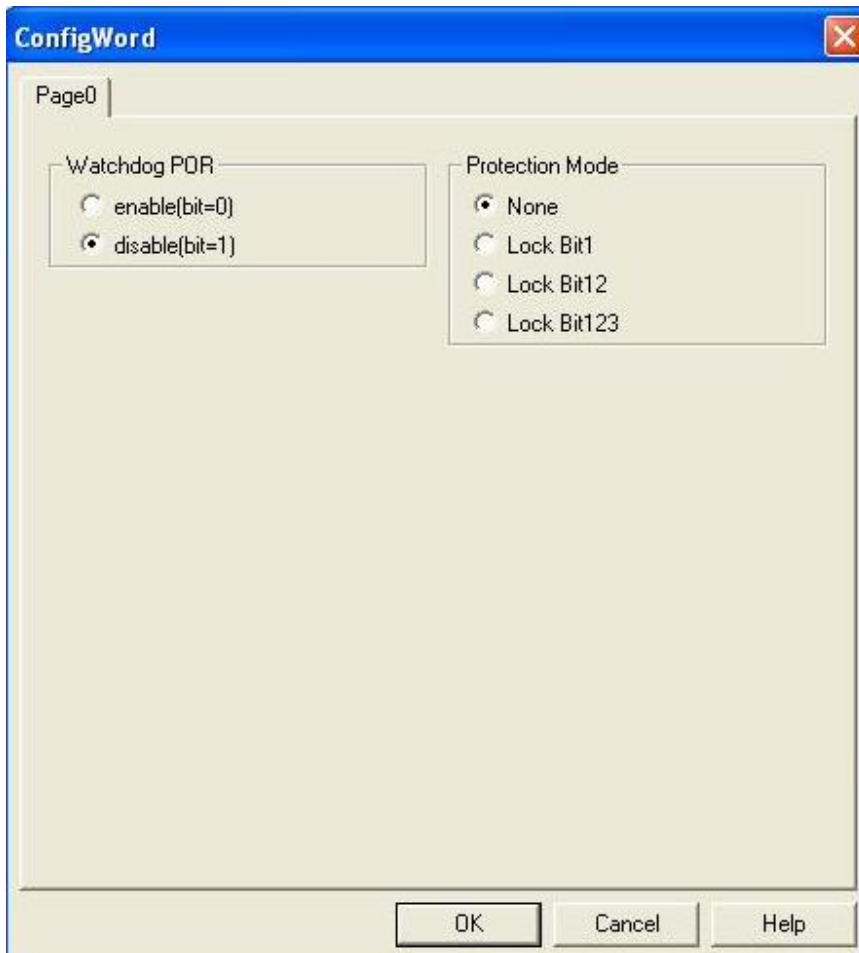 ConfigWord
Page0
Watchdog POR
enable(bit=0)
disable(bit=1)
Protection Mode
None
Lock Bit1
Lock Bit12
Lock Bit123
OK
Cancel
Help